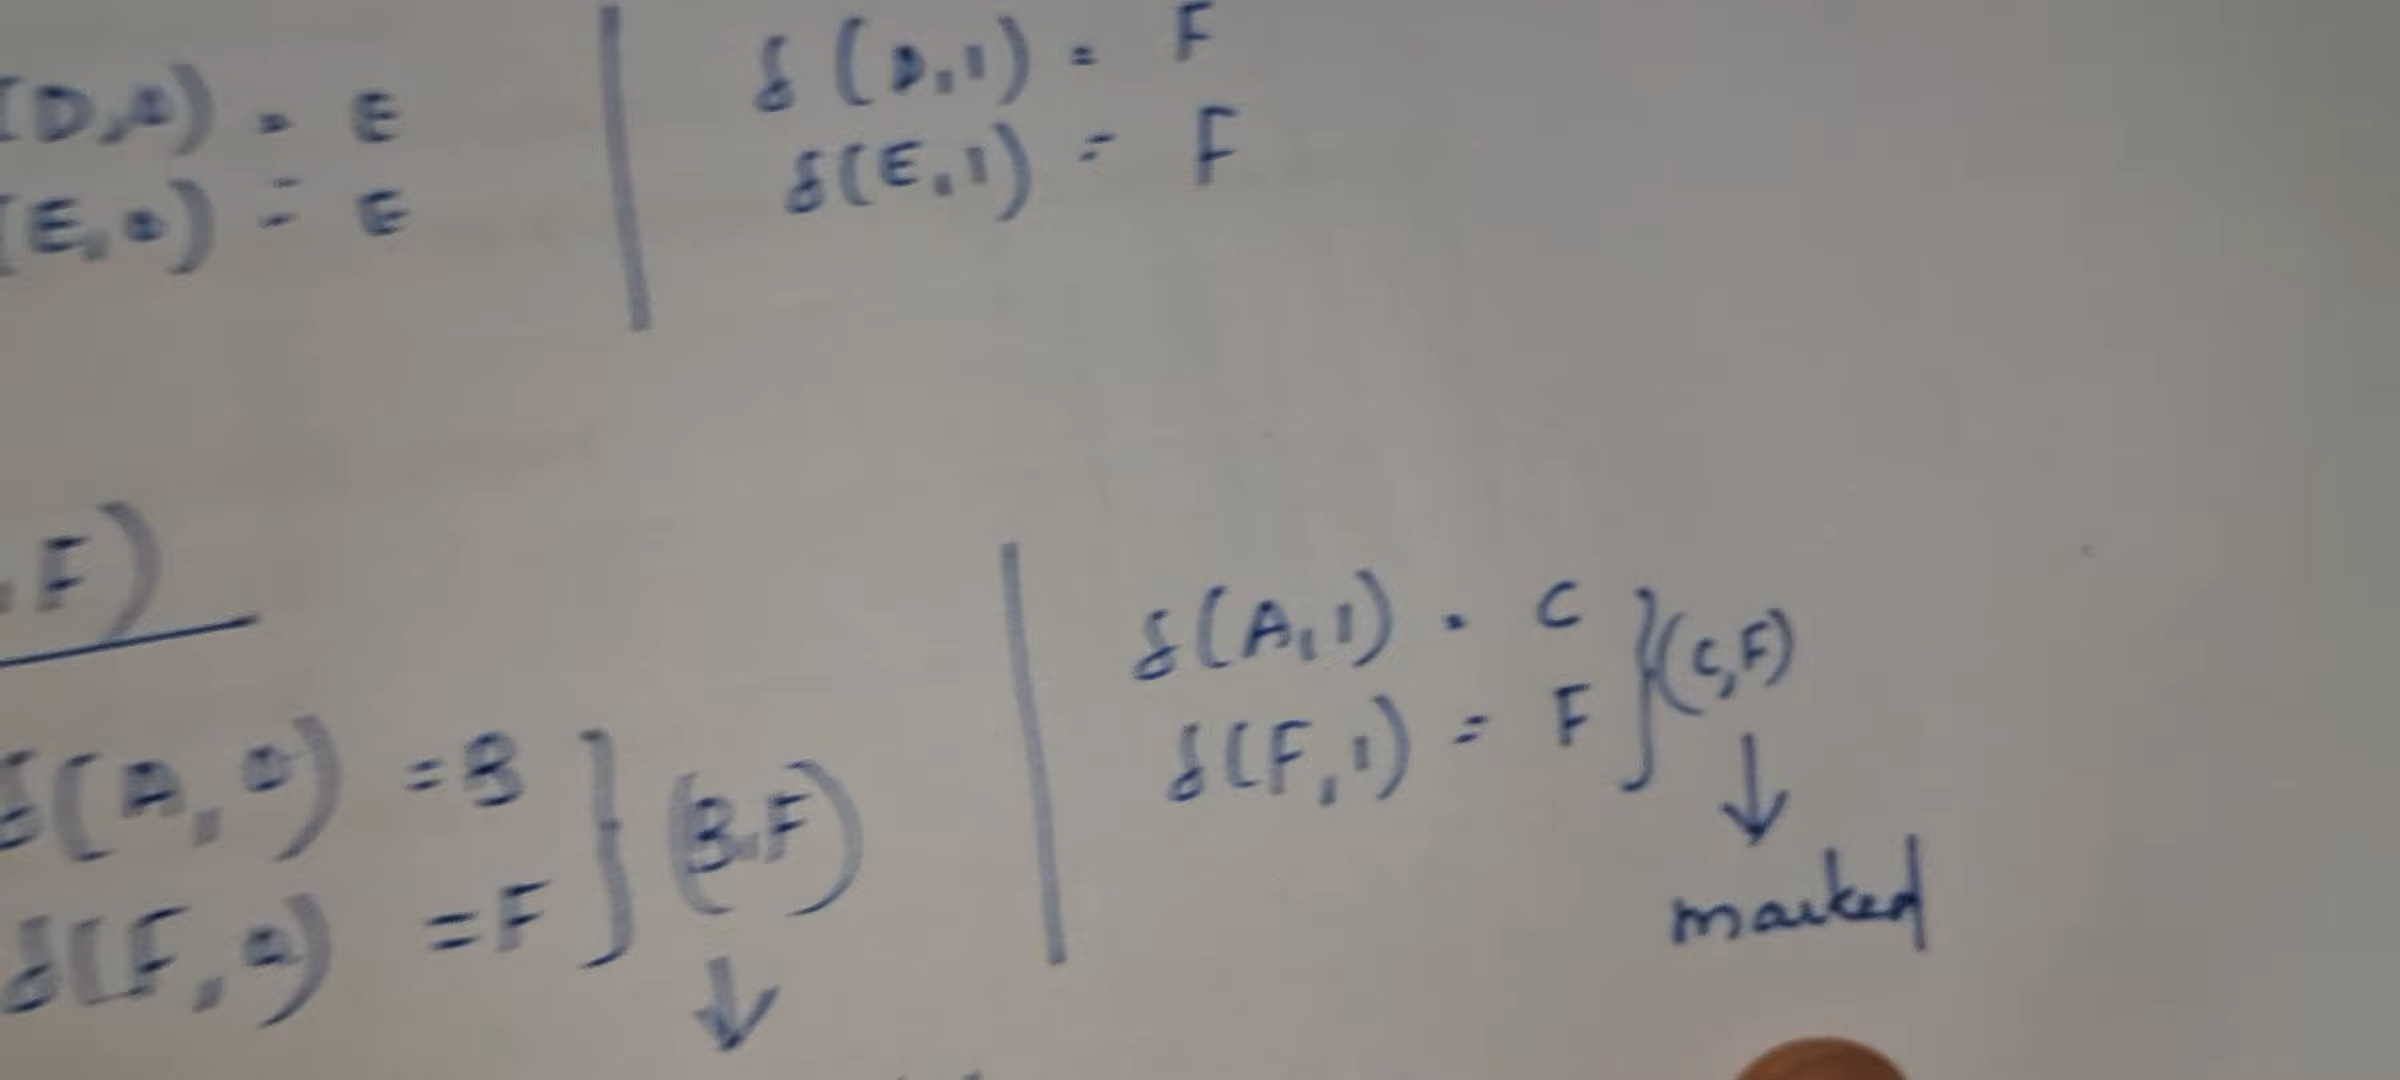 (D,0) = E
(E,0) = E
δ(D,1) = F
δ(E,1) = F
,F)
δ(A,0) = B
δ(F,0) = F
} (B,F)
↓
δ(A,1) = C
δ(F,1) = F
} (C,F)
↓
marked